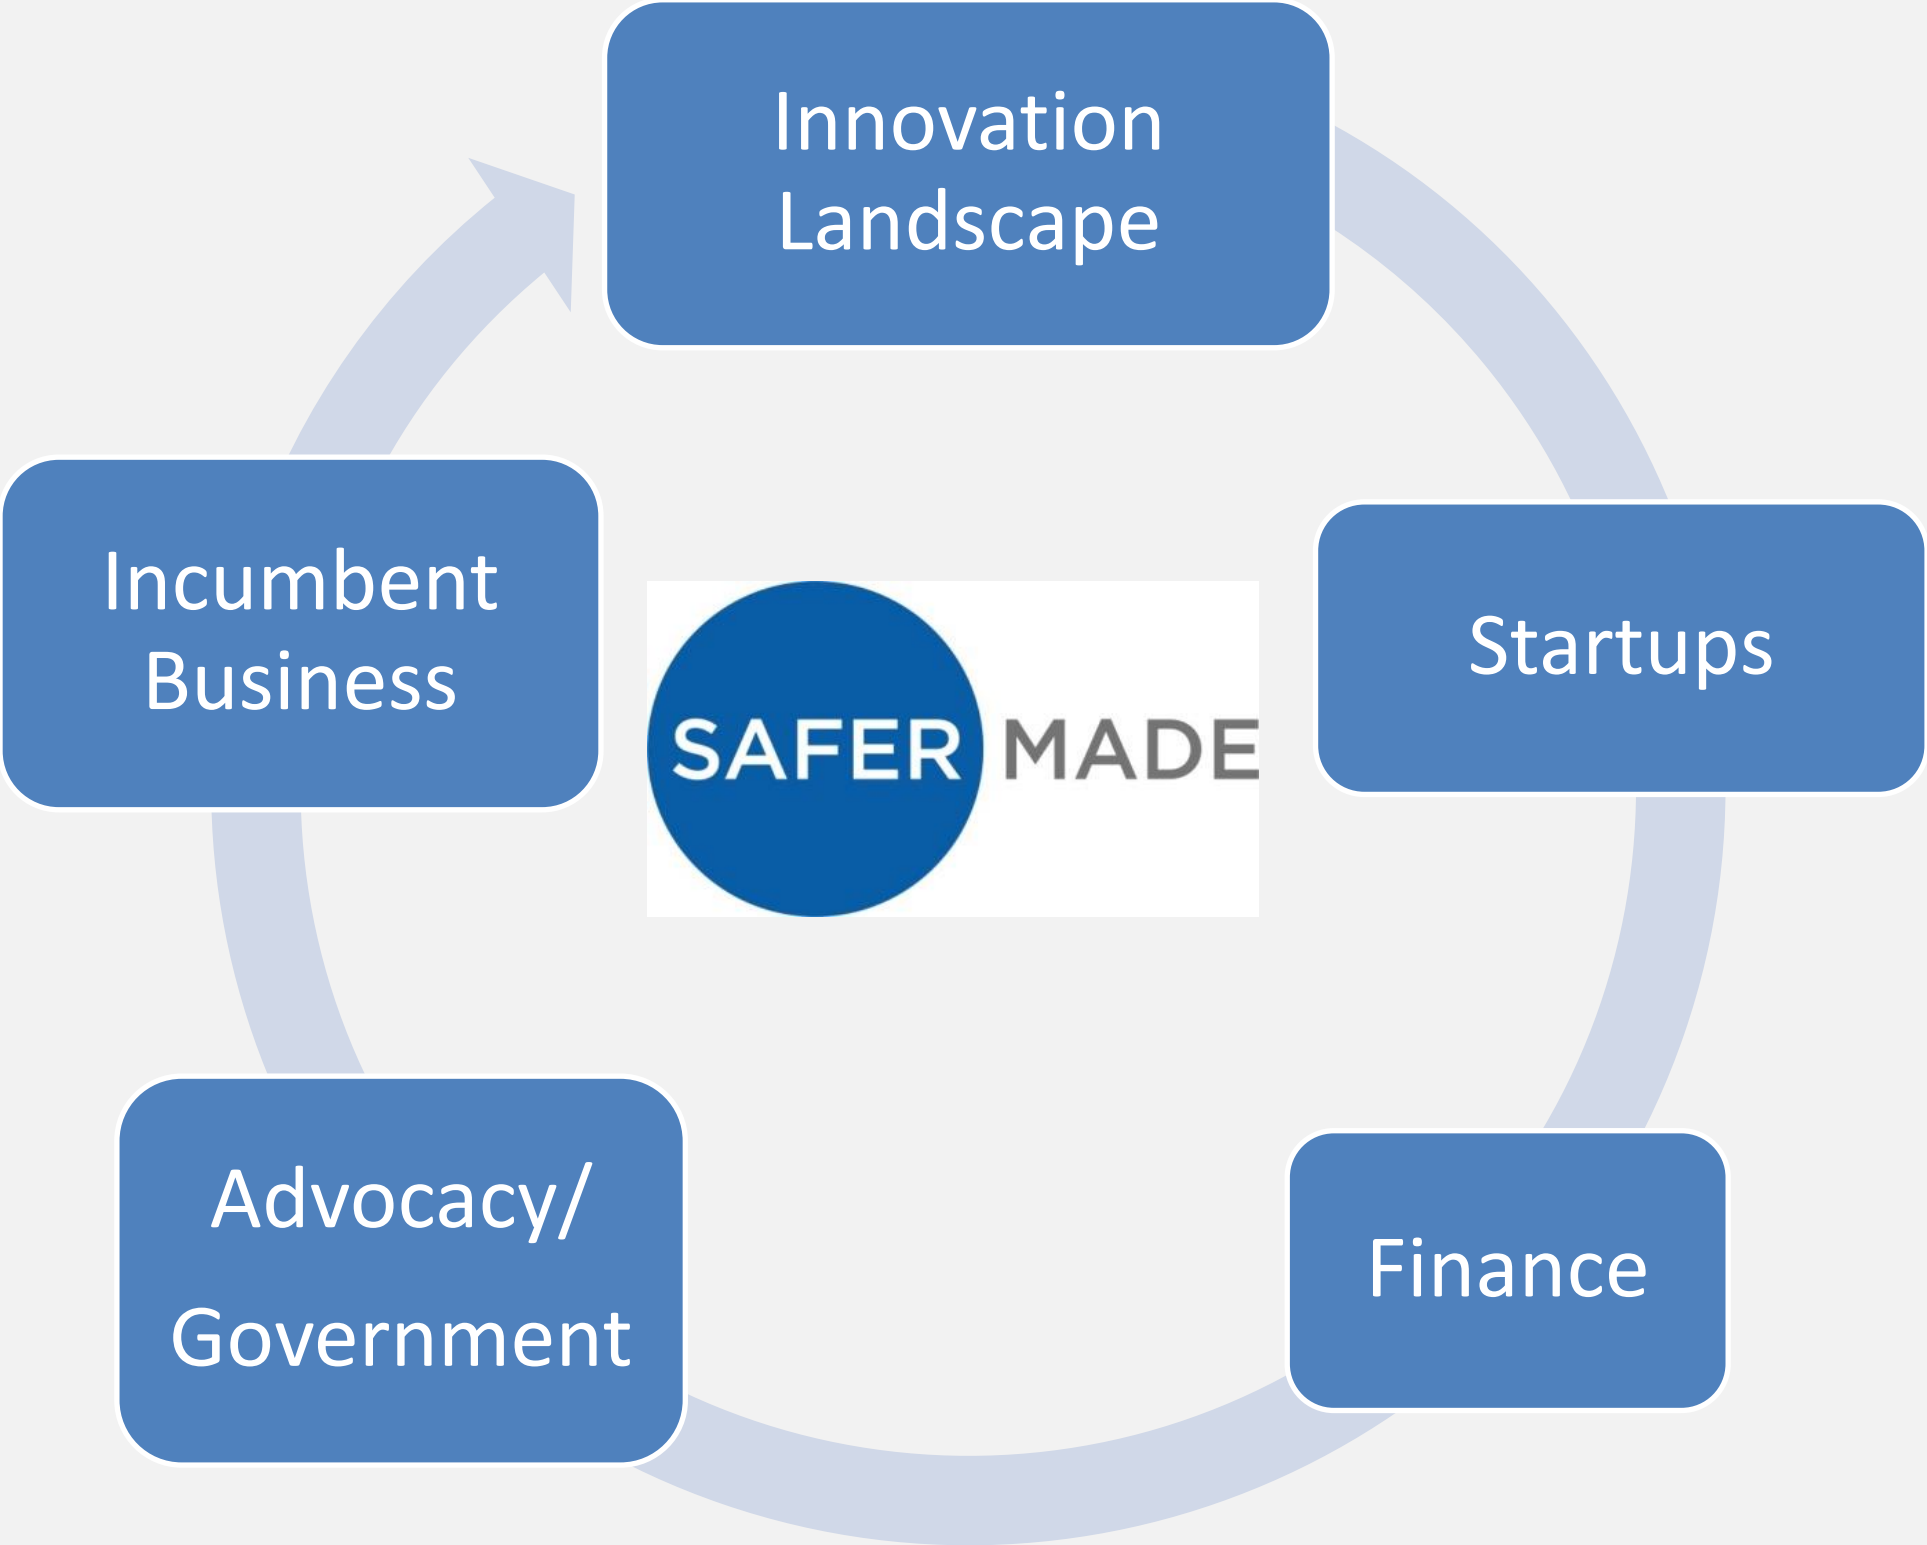 Innovation
Landscape
Startups
Finance
Advocacy/
Government
Incumbent
Business
SAFER MADE